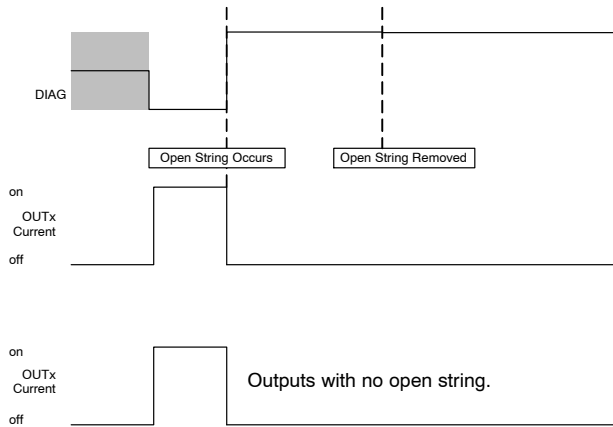 DIAG
Open String Occurs
Open String Removed
on
OUTx
Current
off
on
OUTx
Current
off
Outputs with no open string.